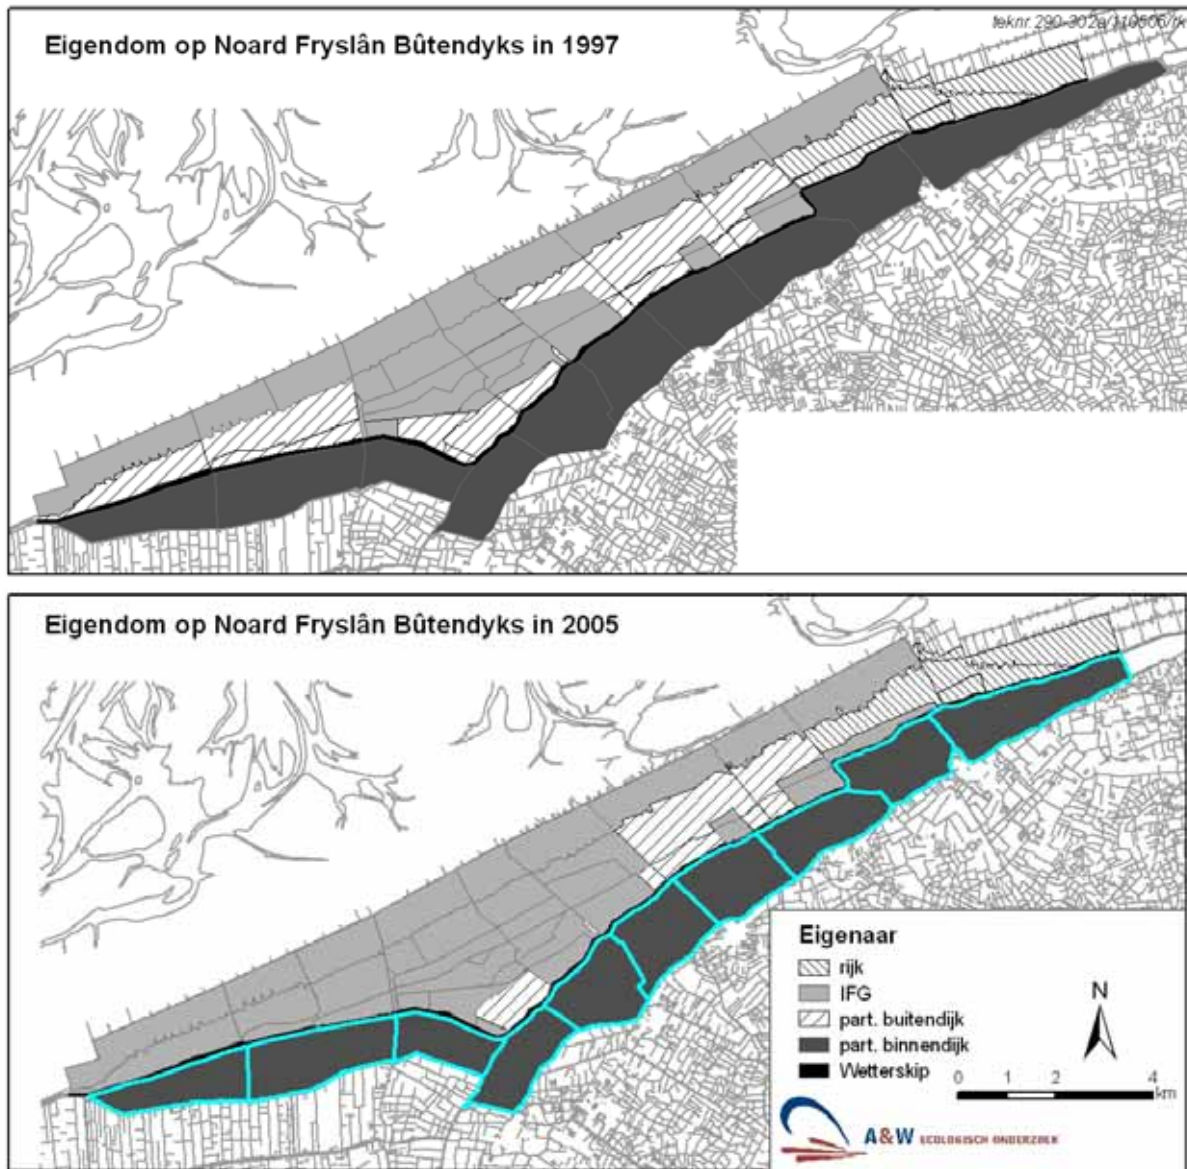 Eigendom op Noard Fryslân Bûtendyks in 1997
Eigendom op Noard Fryslân Bûtendyks in 2005
Eigenaar
rijk
IFG
part. buitendijk
part. binnendijk
Wetterskip
N
0 1 2 4
km
A&W ECOLOGISCH ONDERZOEK